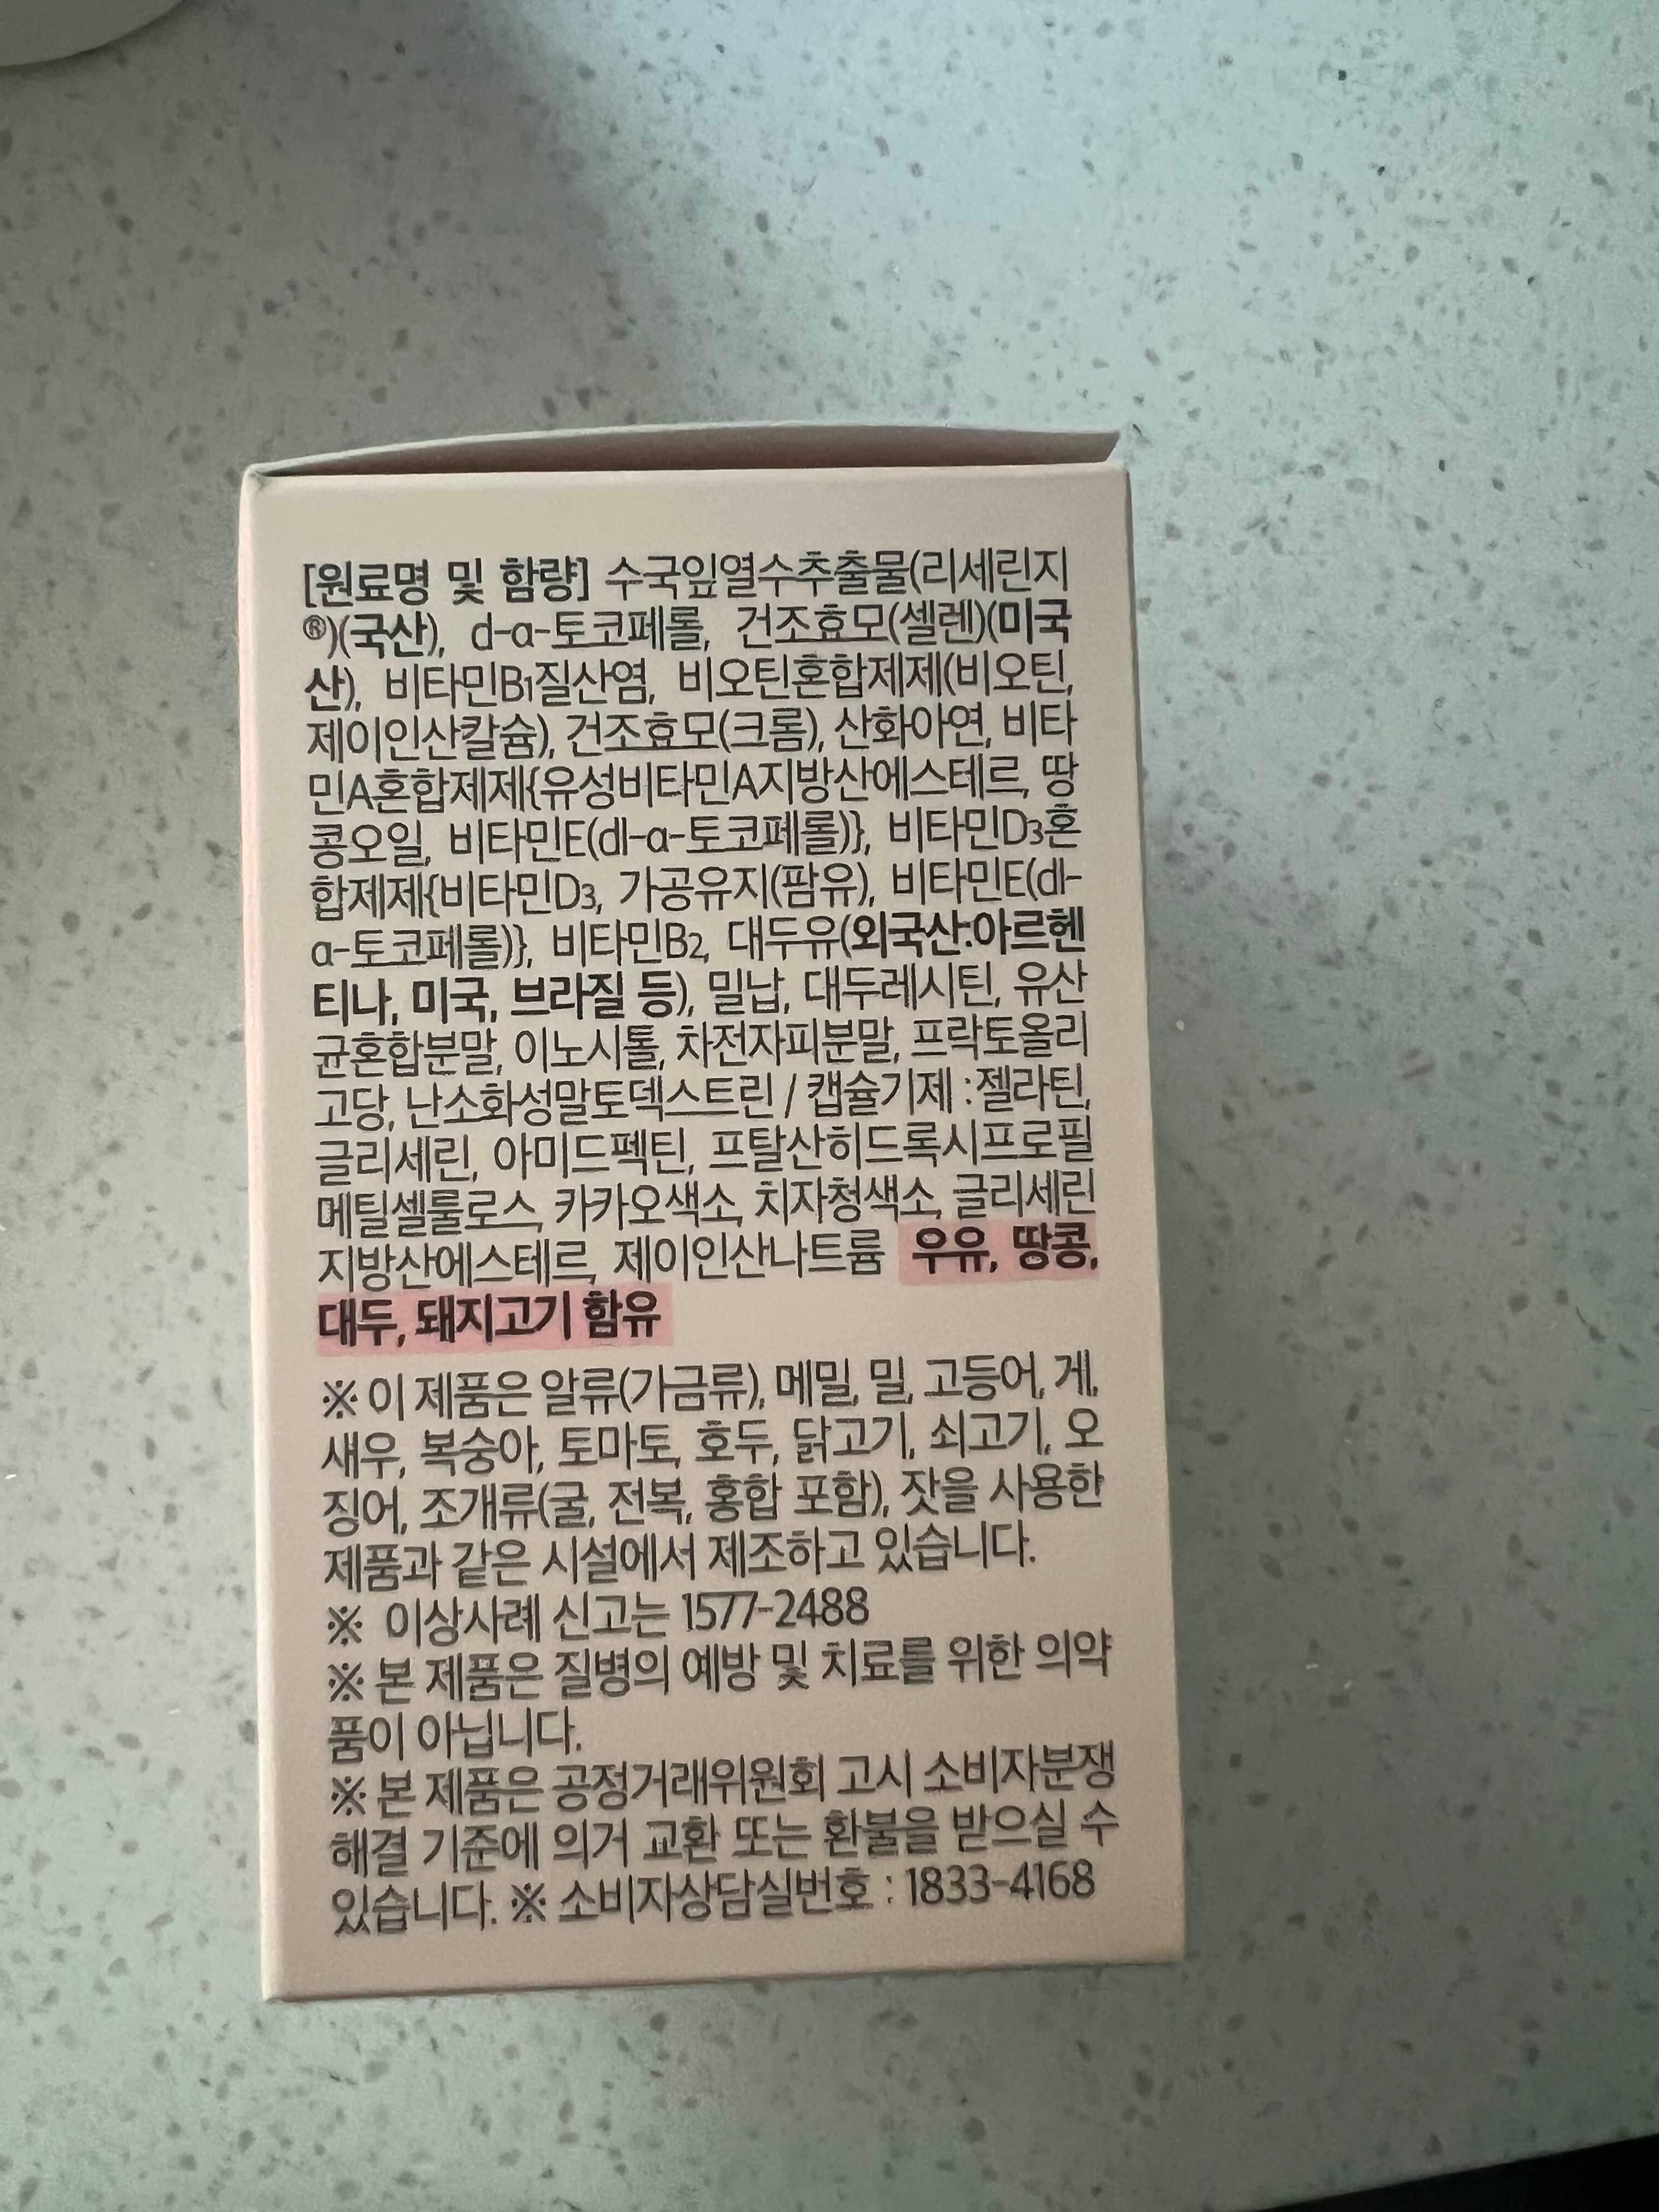 [원료명 및 함량] 수국잎열수추출물(리세린지
®)(국산), d-α-토코페롤, 건조효모(셀렌)(미국
산), 비타민B1질산염, 비오틴혼합제제(비오틴,
제이인산칼슘), 건조효모(크롬), 산화아연, 비타
민A혼합제제{유성비타민A지방산에스테르, 땅
콩오일, 비타민E(dl-α-토코페롤)}, 비타민D3혼
합제제{비타민D3, 가공유지(팜유), 비타민E(dl-
α-토코페롤)}, 비타민B2, 대두유(외국산:아르헨
티나, 미국, 브라질 등), 밀납, 대두레시틴, 유산
균혼합분말, 이노시톨, 차전자피분말, 프락토올리
고당, 난소화성말토덱스트린 / 캡슐기제 : 젤라틴,
글리세린, 아미드펙틴, 프탈산히드록시프로필
메틸셀룰로스, 카카오색소, 치자청색소, 글리세린
지방산에스테르, 제이인산나트륨 우유, 땅콩,
대두, 돼지고기 함유
※ 이 제품은 알류(가금류), 메밀, 밀, 고등어, 게,
새우, 복숭아, 토마토, 호두, 닭고기, 쇠고기, 오
징어, 조개류(굴, 전복, 홍합 포함), 잣을 사용한
제품과 같은 시설에서 제조하고 있습니다.
※ 이상사례 신고는 1577-2488
※ 본 제품은 질병의 예방 및 치료를 위한 의약
품이 아닙니다.
※ 본 제품은 공정거래위원회 고시 소비자분쟁
해결 기준에 의거 교환 또는 환불을 받으실 수
있습니다. ※ 소비자상담실번호 : 1833-4168